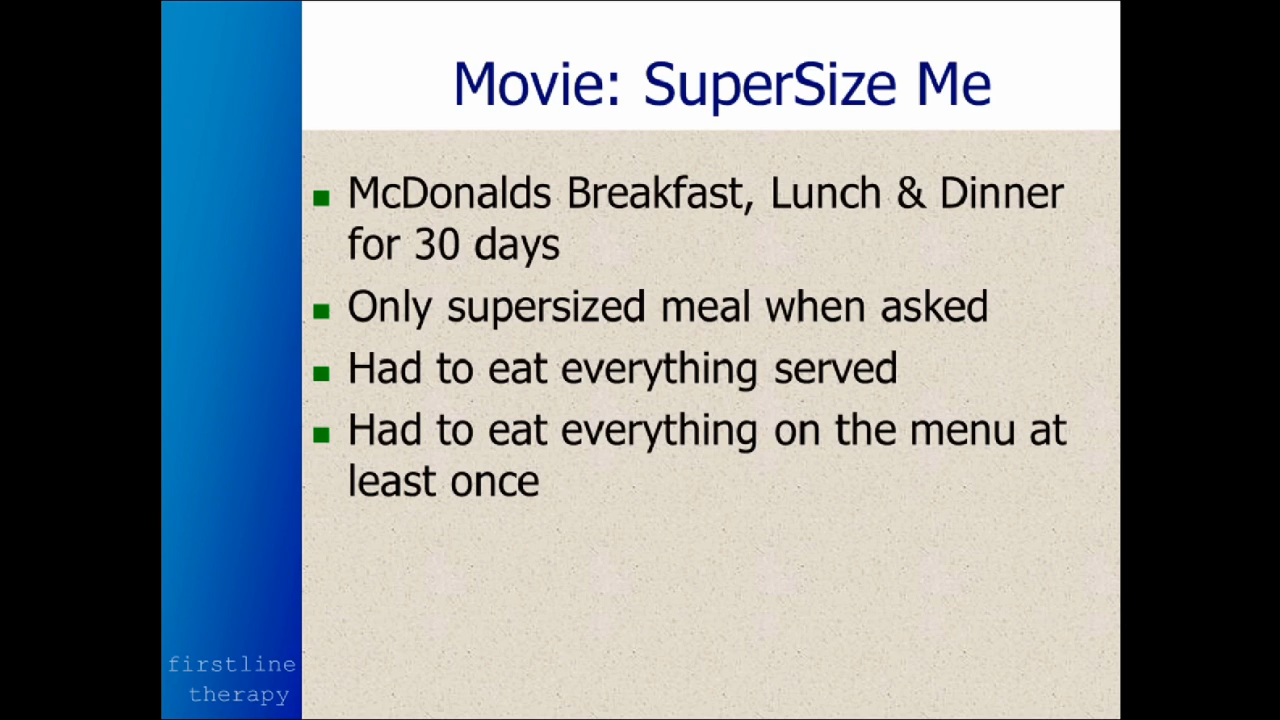 Movie: SuperSize Me
McDonalds Breakfast, Lunch & Dinner
for 30 days
Only supersized meal when asked
Had to eat everything served
Had to eat everything on the menu at
least once
firstline
therapy